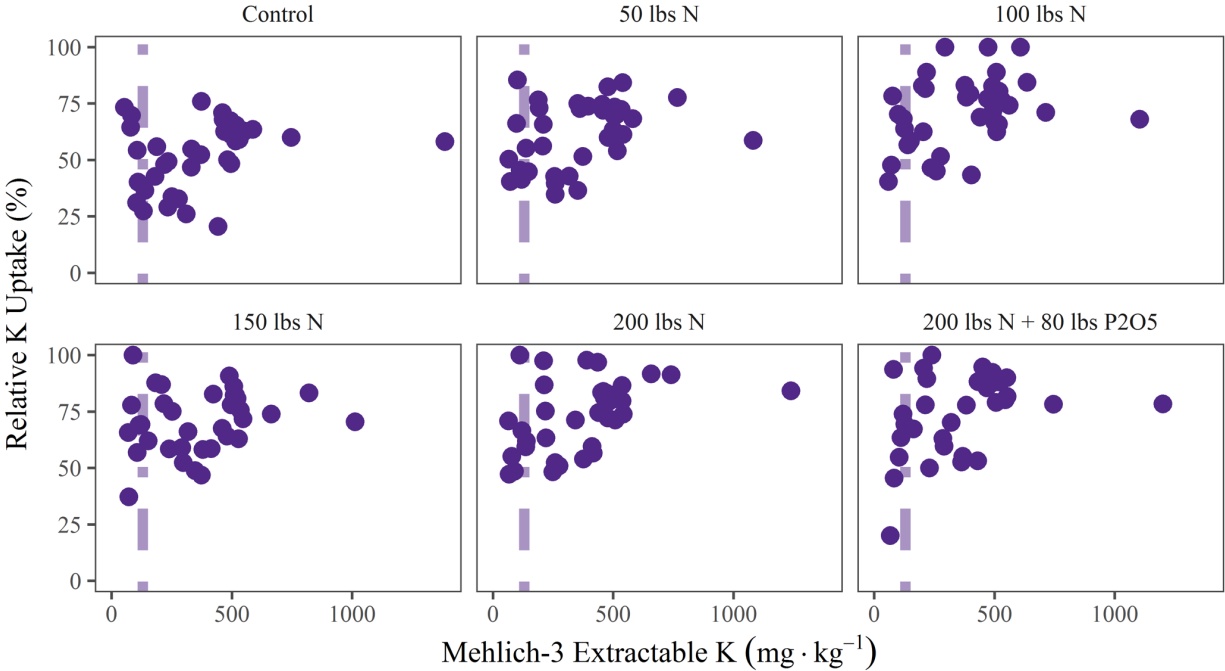 Control
50 lbs N
100 lbs N
100
75
50
25
0
150 lbs N
200 lbs N
200 lbs N + 80 lbs P2O5
100
75
50
25
0
0 500 1000
0 500 1000
0 500 1000
Relative K Uptake (%)
Mehlich-3 Extractable K (mg · kg⁻¹)